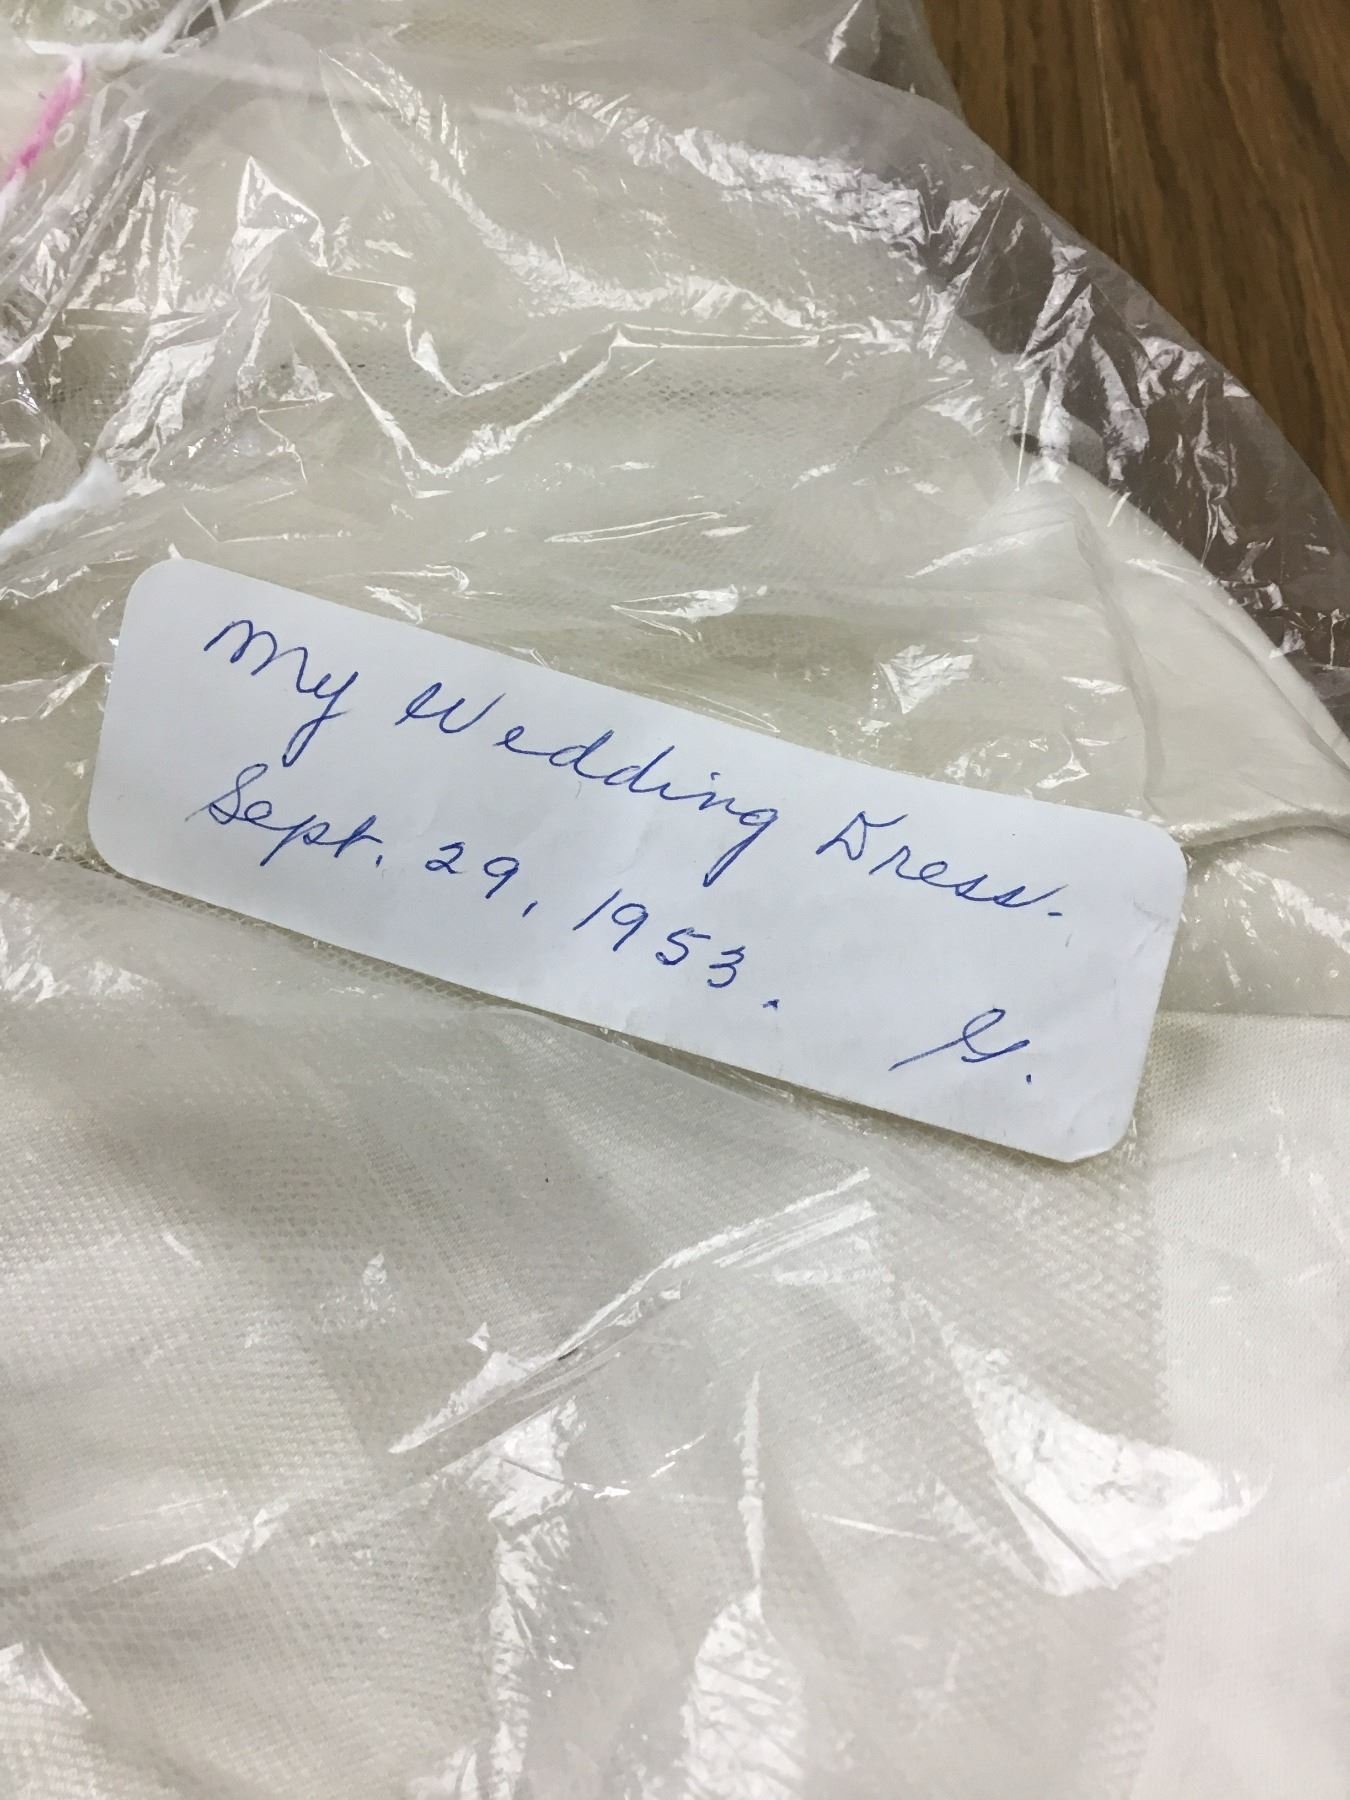 My Wedding Dress.
Sept. 29, 1953.
G.